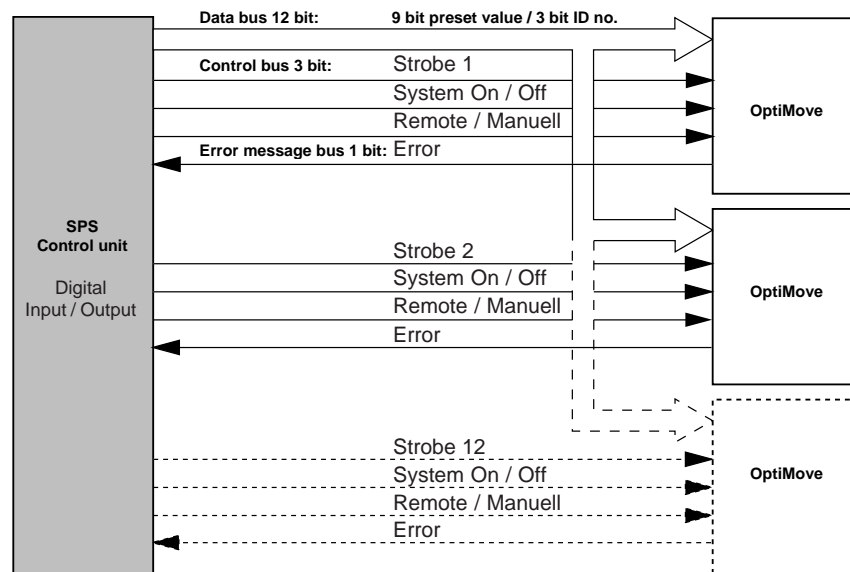 Data bus 12 bit: 9 bit preset value / 3 bit ID no.
Control bus 3 bit: Strobe 1
System On / Off
Remote / Manuell
Error message bus 1 bit: Error
OptiMove
SPS
Control unit
Digital
Input / Output
Strobe 2
System On / Off
Remote / Manuell
Error
OptiMove
Strobe 12
System On / Off
Remote / Manuell
Error
OptiMove